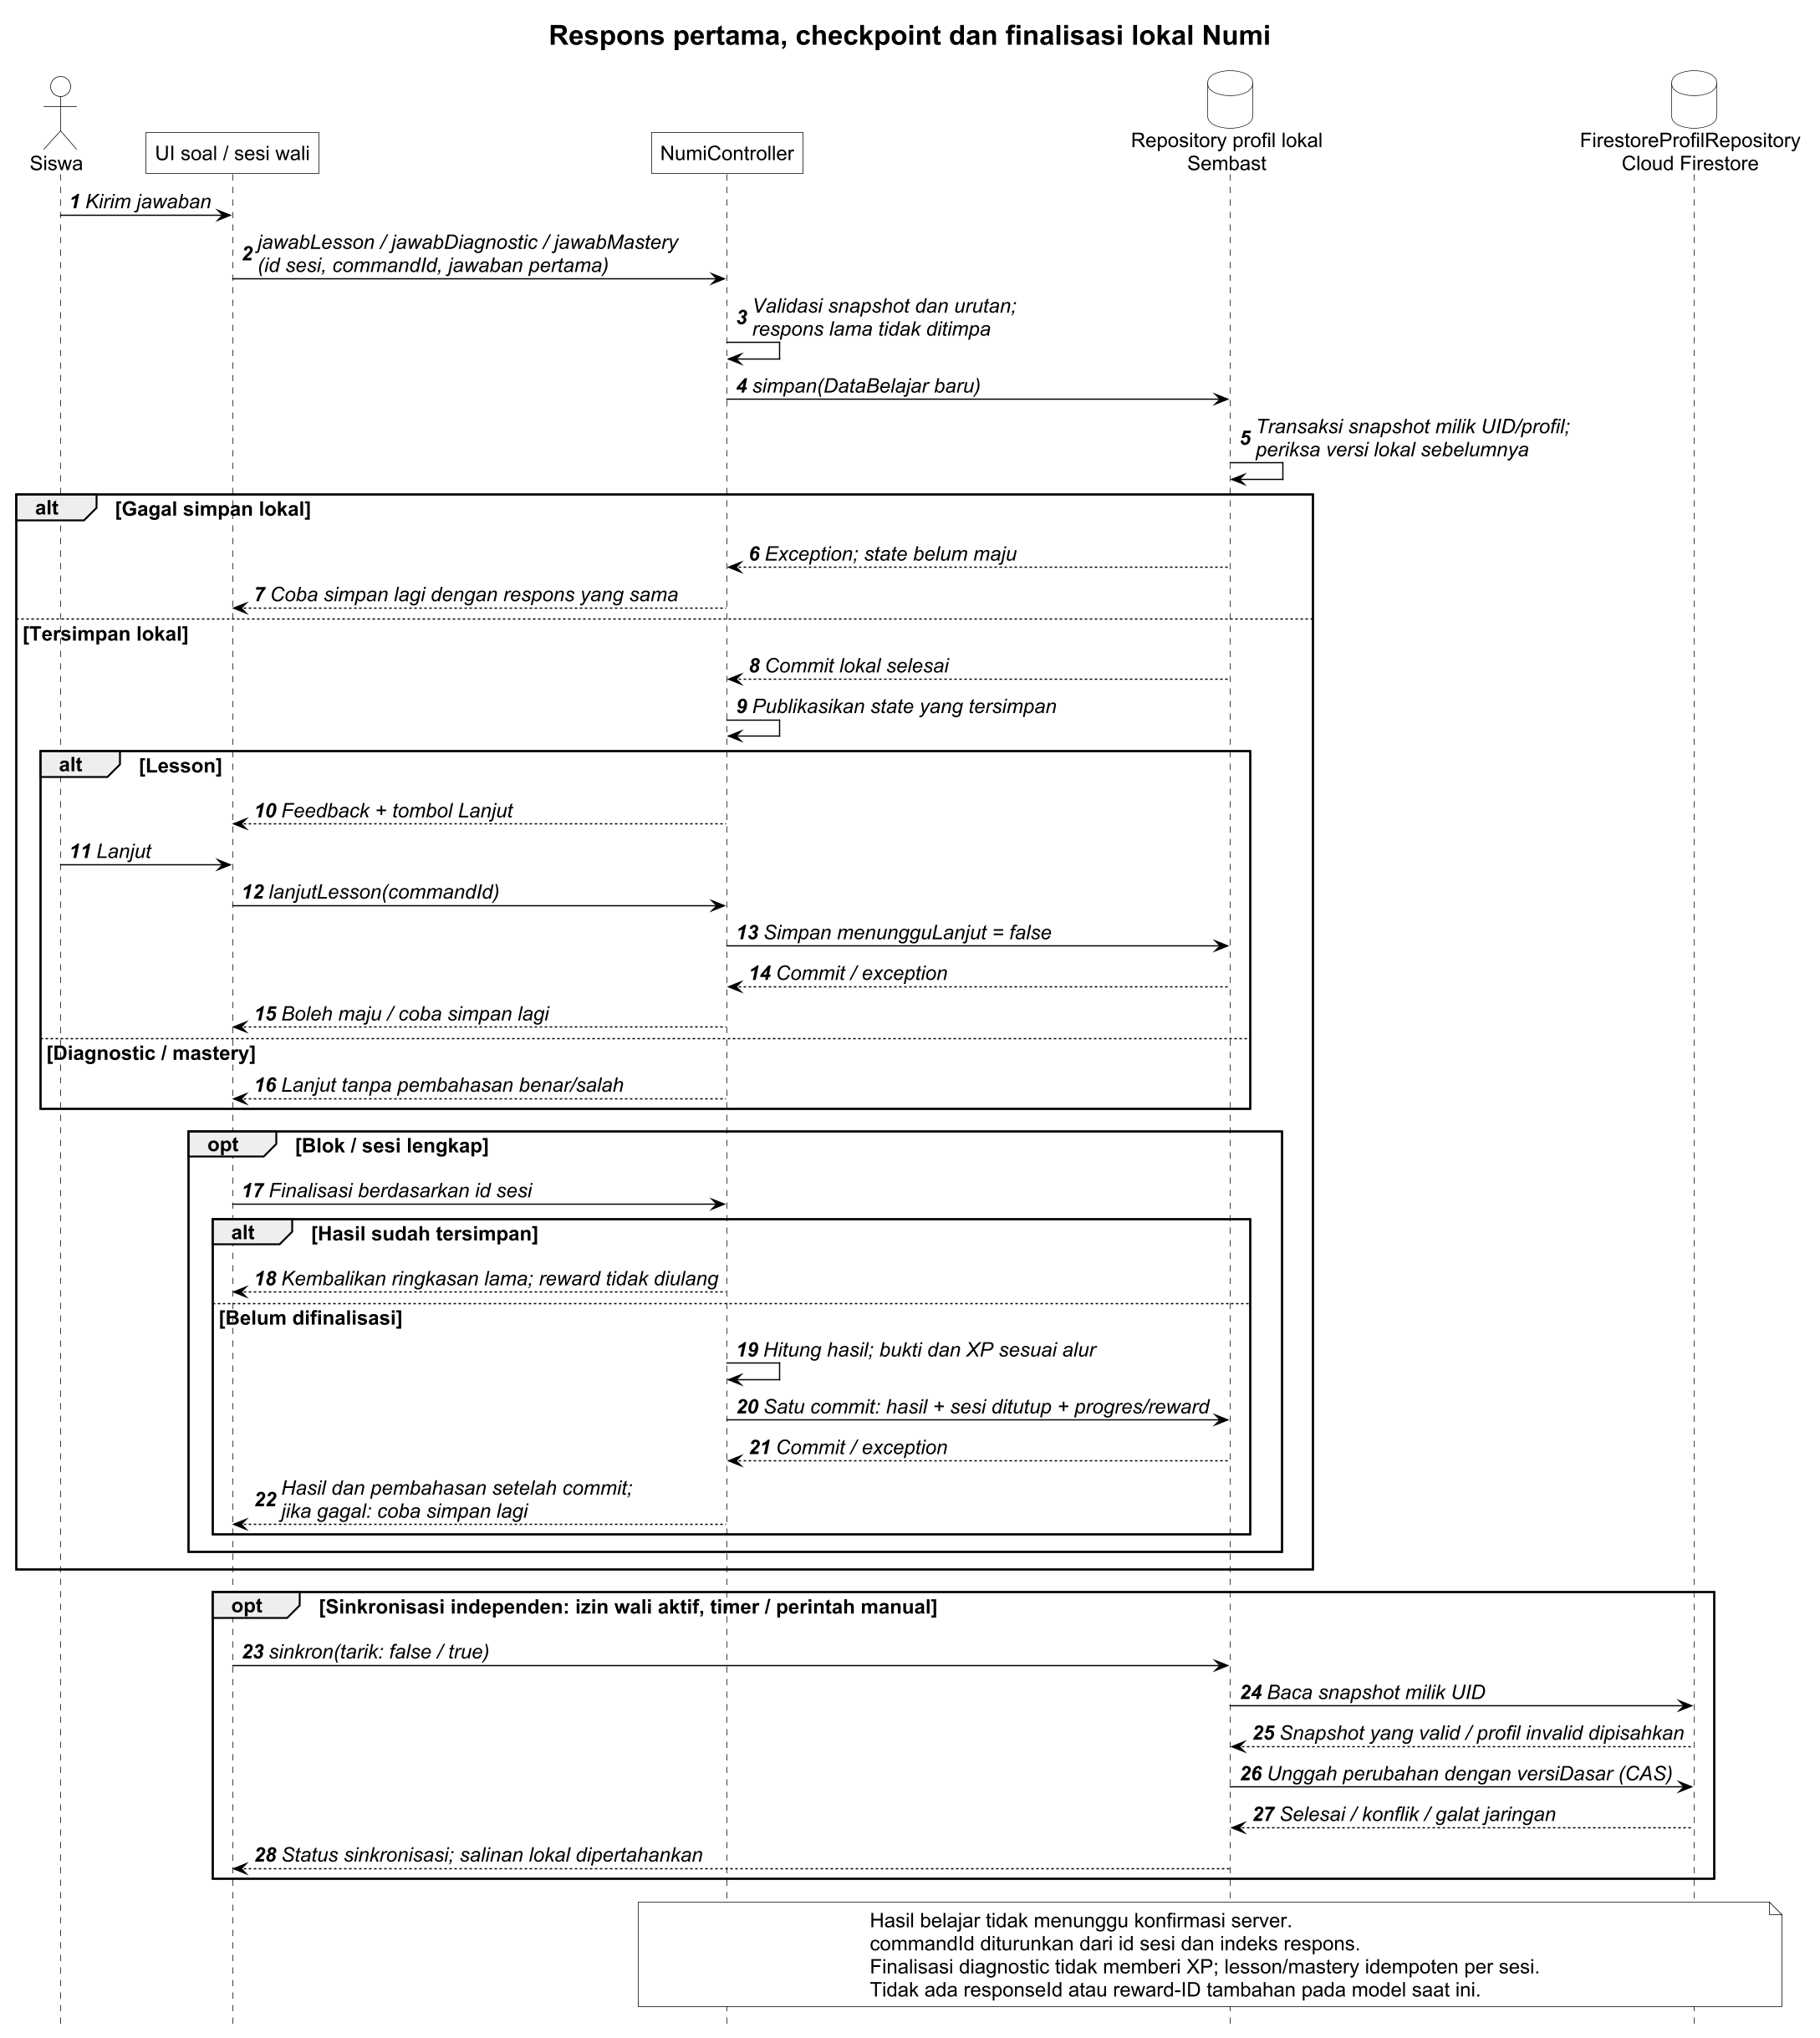 Respons pertama, checkpoint dan finalisasi lokal Numi
Siswa
UI soal / sesi wali
NumiController
Repository profil lokal
Sembast
FirestoreProfilRepository
Cloud Firestore
1 Kirim jawaban
2 jawabLesson / jawabDiagnostic / jawabMastery
(id sesi, commandId, jawaban pertama)
3 Validasi snapshot dan urutan;
respons lama tidak ditimpa
4 simpan(DataBelajar baru)
5 Transaksi snapshot milik UID/profil;
periksa versi lokal sebelumnya
alt [Gagal simpan lokal]
6 Exception; state belum maju
7 Coba simpan lagi dengan respons yang sama
[Tersimpan lokal]
8 Commit lokal selesai
9 Publikasikan state yang tersimpan
alt [Lesson]
10 Feedback + tombol Lanjut
11 Lanjut
12 lanjutLesson(commandId)
13 Simpan menungguLanjut = false
14 Commit / exception
15 Boleh maju / coba simpan lagi
[Diagnostic / mastery]
16 Lanjut tanpa pembahasan benar/salah
opt [Blok / sesi lengkap]
17 Finalisasi berdasarkan id sesi
alt [Hasil sudah tersimpan]
18 Kembalikan ringkasan lama; reward tidak diulang
[Belum difinalisasi]
19 Hitung hasil; bukti dan XP sesuai alur
20 Satu commit: hasil + sesi ditutup + progres/reward
21 Commit / exception
22 Hasil dan pembahasan setelah commit;
jika gagal: coba simpan lagi
opt [Sinkronisasi independen: izin wali aktif, timer / perintah manual]
23 sinkron(tarik: false / true)
24 Baca snapshot milik UID
25 Snapshot yang valid / profil invalid dipisahkan
26 Unggah perubahan dengan versiDasar (CAS)
27 Selesai / konflik / galat jaringan
28 Status sinkronisasi; salinan lokal dipertahankan
Hasil belajar tidak menunggu konfirmasi server.
commandId diturunkan dari id sesi dan indeks respons.
Finalisasi diagnostic tidak memberi XP; lesson/mastery idempoten per sesi.
Tidak ada responseId atau reward-ID tambahan pada model saat ini.